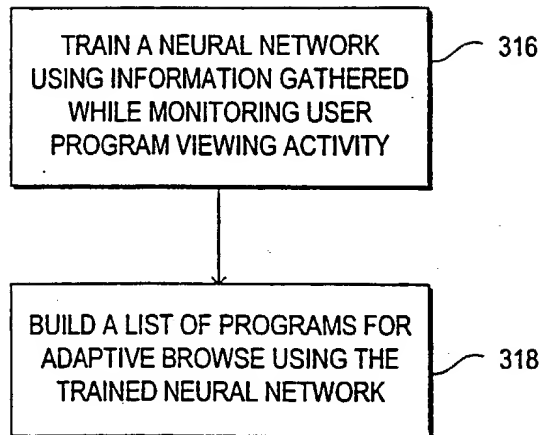 TRAIN A NEURAL NETWORK
USING INFORMATION GATHERED
WHILE MONITORING USER
PROGRAM VIEWING ACTIVITY
316
BUILD A LIST OF PROGRAMS FOR
ADAPTIVE BROWSE USING THE
TRAINED NEURAL NETWORK
318